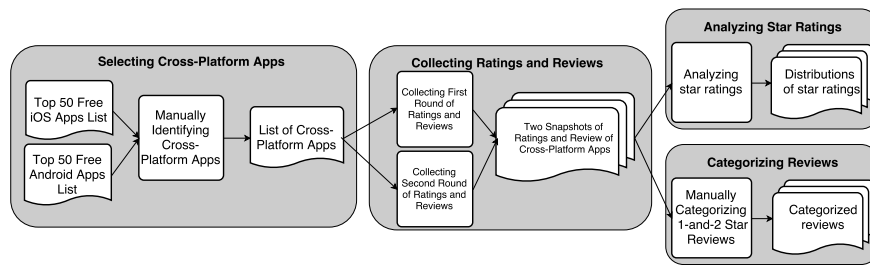 Selecting Cross-Platform Apps
Top 50 Free
iOS Apps List
Top 50 Free
Android Apps
List
Manually
Identifying
Cross-
Platform Apps
List of Cross-
Platform Apps
Collecting Ratings and Reviews
Collecting First
Round of
Ratings and
Reviews
Collecting
Second Round
of Ratings and
Reviews
Two Snapshots of
Ratings and Review of
Cross-Platform Apps
Analyzing Star Ratings
Analyzing
star ratings
Distributions
of star ratings
Categorizing Reviews
Manually
Categorizing
1-and-2 Star
Reviews
Categorized
reviews